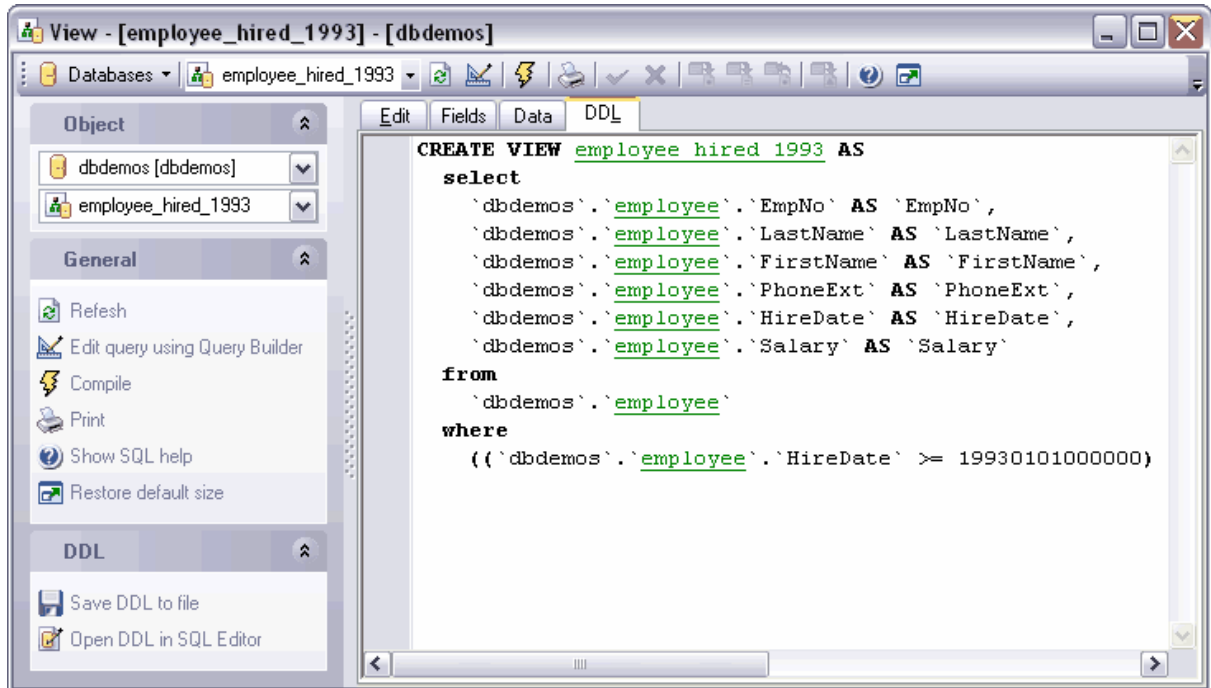 View - [employee_hired_1993] - [dbdemos]
Databases employee_hired_1993
Object
dbdemos [dbdemos]
employee_hired_1993
General
Refesh
Edit query using Query Builder
Compile
Print
Show SQL help
Restore default size
DDL
Save DDL to file
Open DDL in SQL Editor
Edit Fields Data DDL
CREATE VIEW employee_hired_1993 AS
select
`dbdemos`.`employee`.`EmpNo` AS `EmpNo`,
`dbdemos`.`employee`.`LastName` AS `LastName`,
`dbdemos`.`employee`.`FirstName` AS `FirstName`,
`dbdemos`.`employee`.`PhoneExt` AS `PhoneExt`,
`dbdemos`.`employee`.`HireDate` AS `HireDate`,
`dbdemos`.`employee`.`Salary` AS `Salary`
from
`dbdemos`.`employee`
where
((`dbdemos`.`employee`.`HireDate` >= 19930101000000)